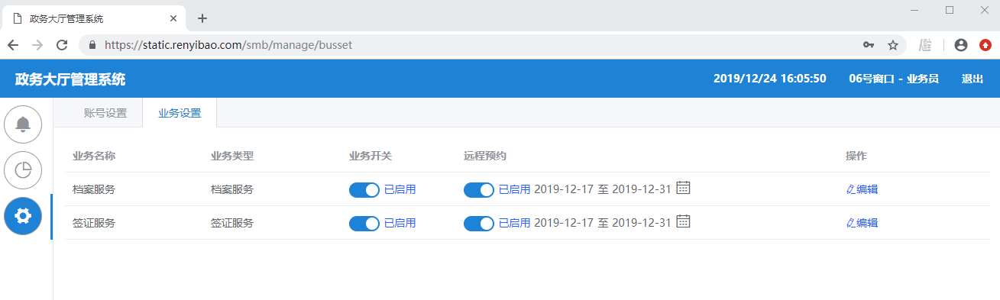 政务大厅管理系统
https://static.renyibao.com/smb/manage/busset
政务大厅管理系统 2019/12/24 16:05:50 06号窗口 - 业务员 退出
账号设置 业务设置
业务名称 业务类型 业务开关 远程预约 操作
档案服务 档案服务 已启用 已启用 2019-12-17 至 2019-12-31 编辑
签证服务 签证服务 已启用 已启用 2019-12-17 至 2019-12-31 编辑